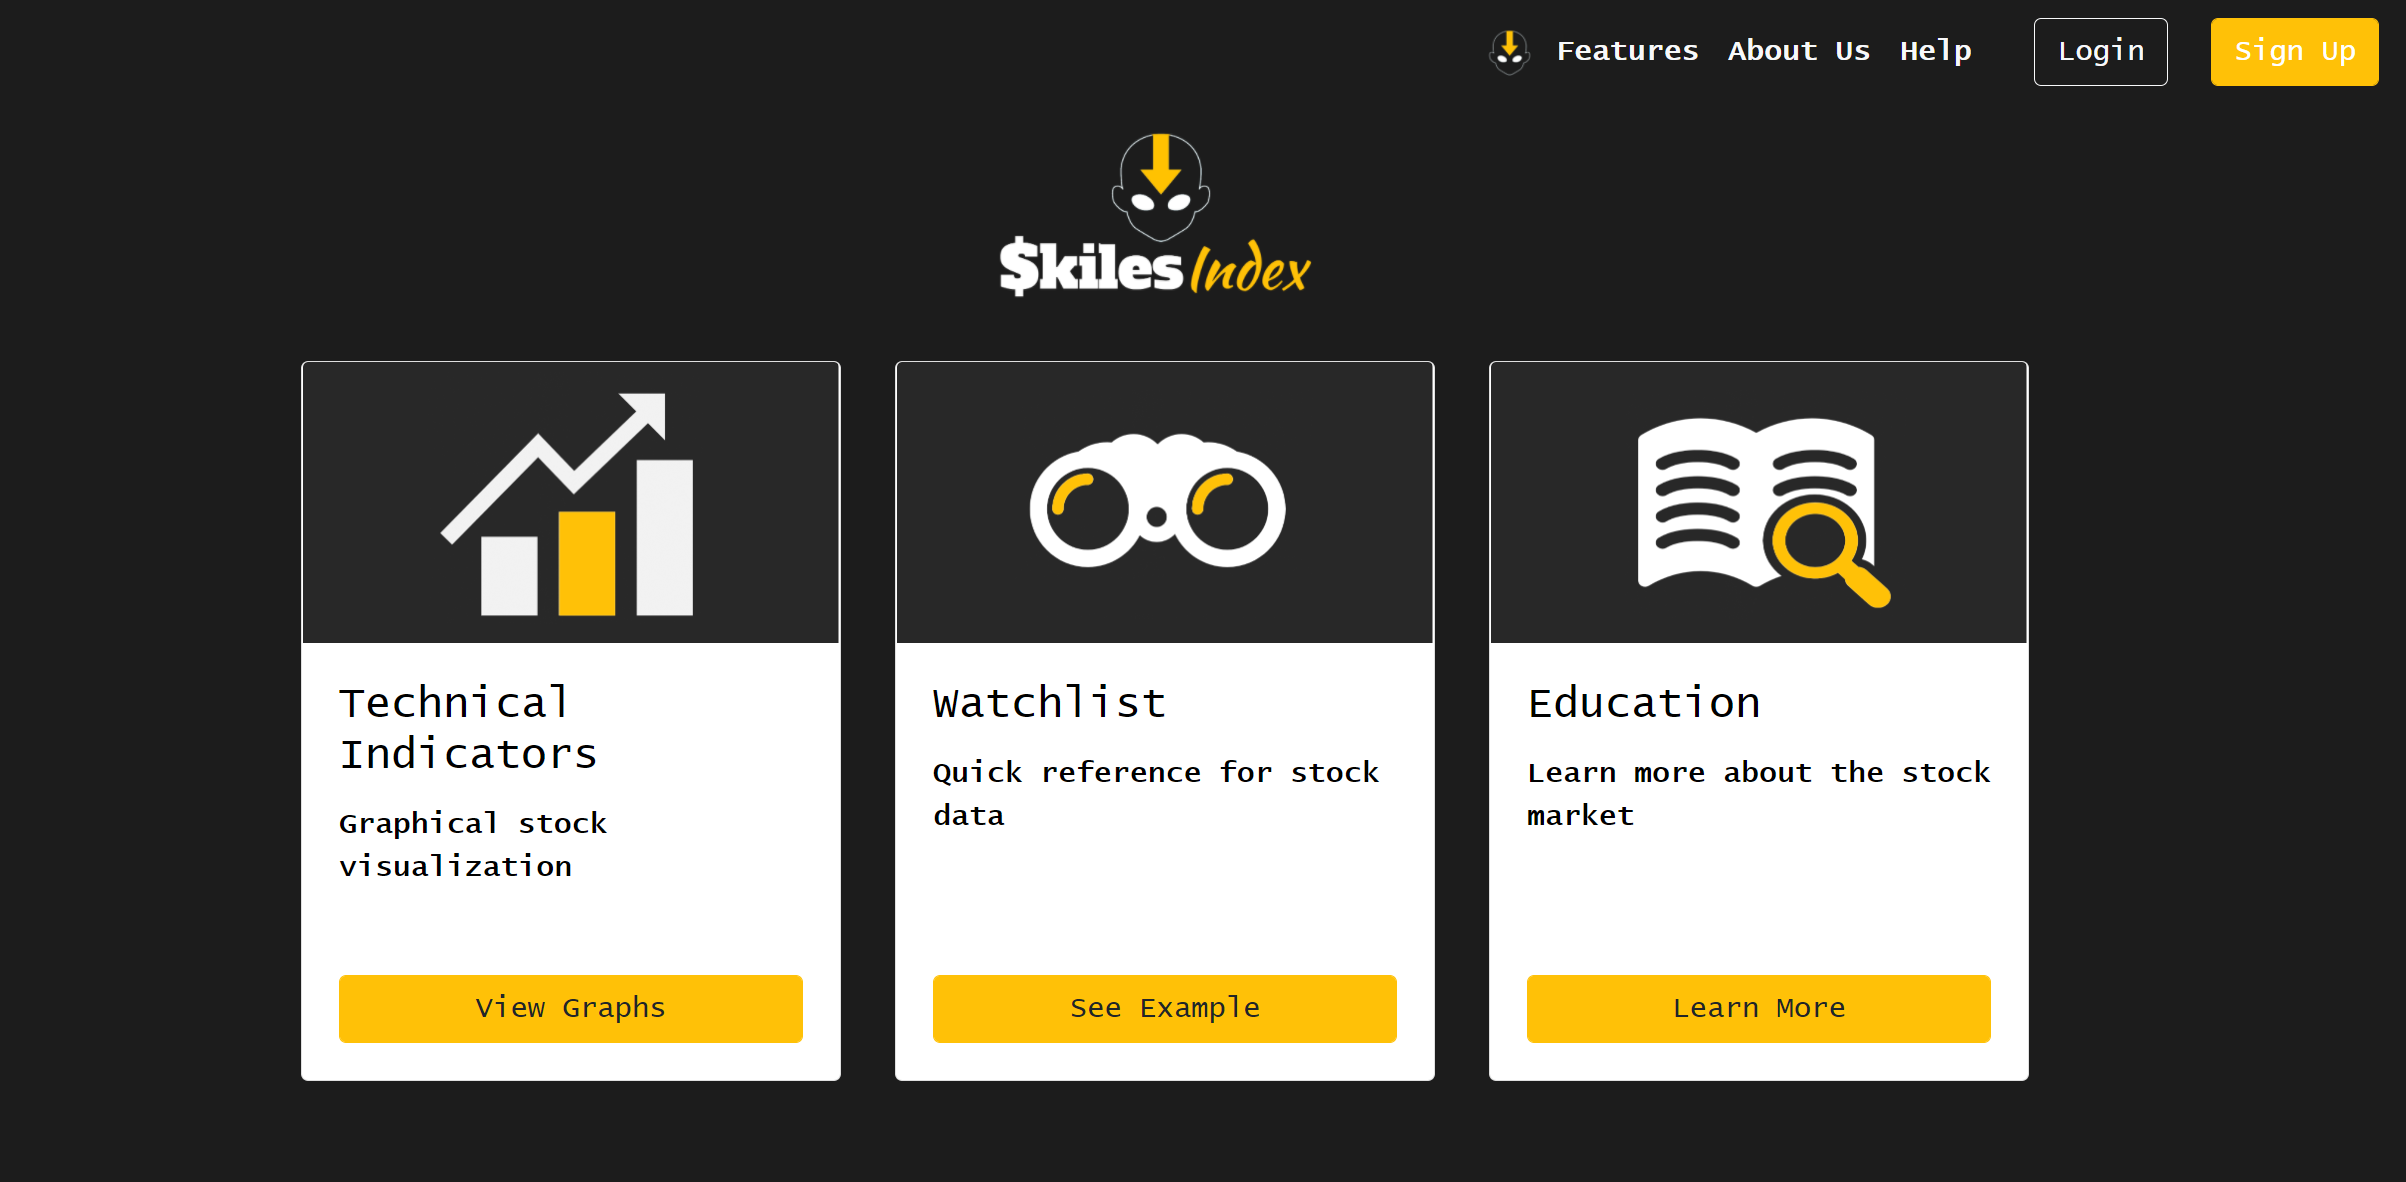 Features About Us Help Login Sign Up
$kiles Index
Technical
Indicators
Graphical stock
visualization
View Graphs
Watchlist
Quick reference for stock
data
See Example
Education
Learn more about the stock
market
Learn More